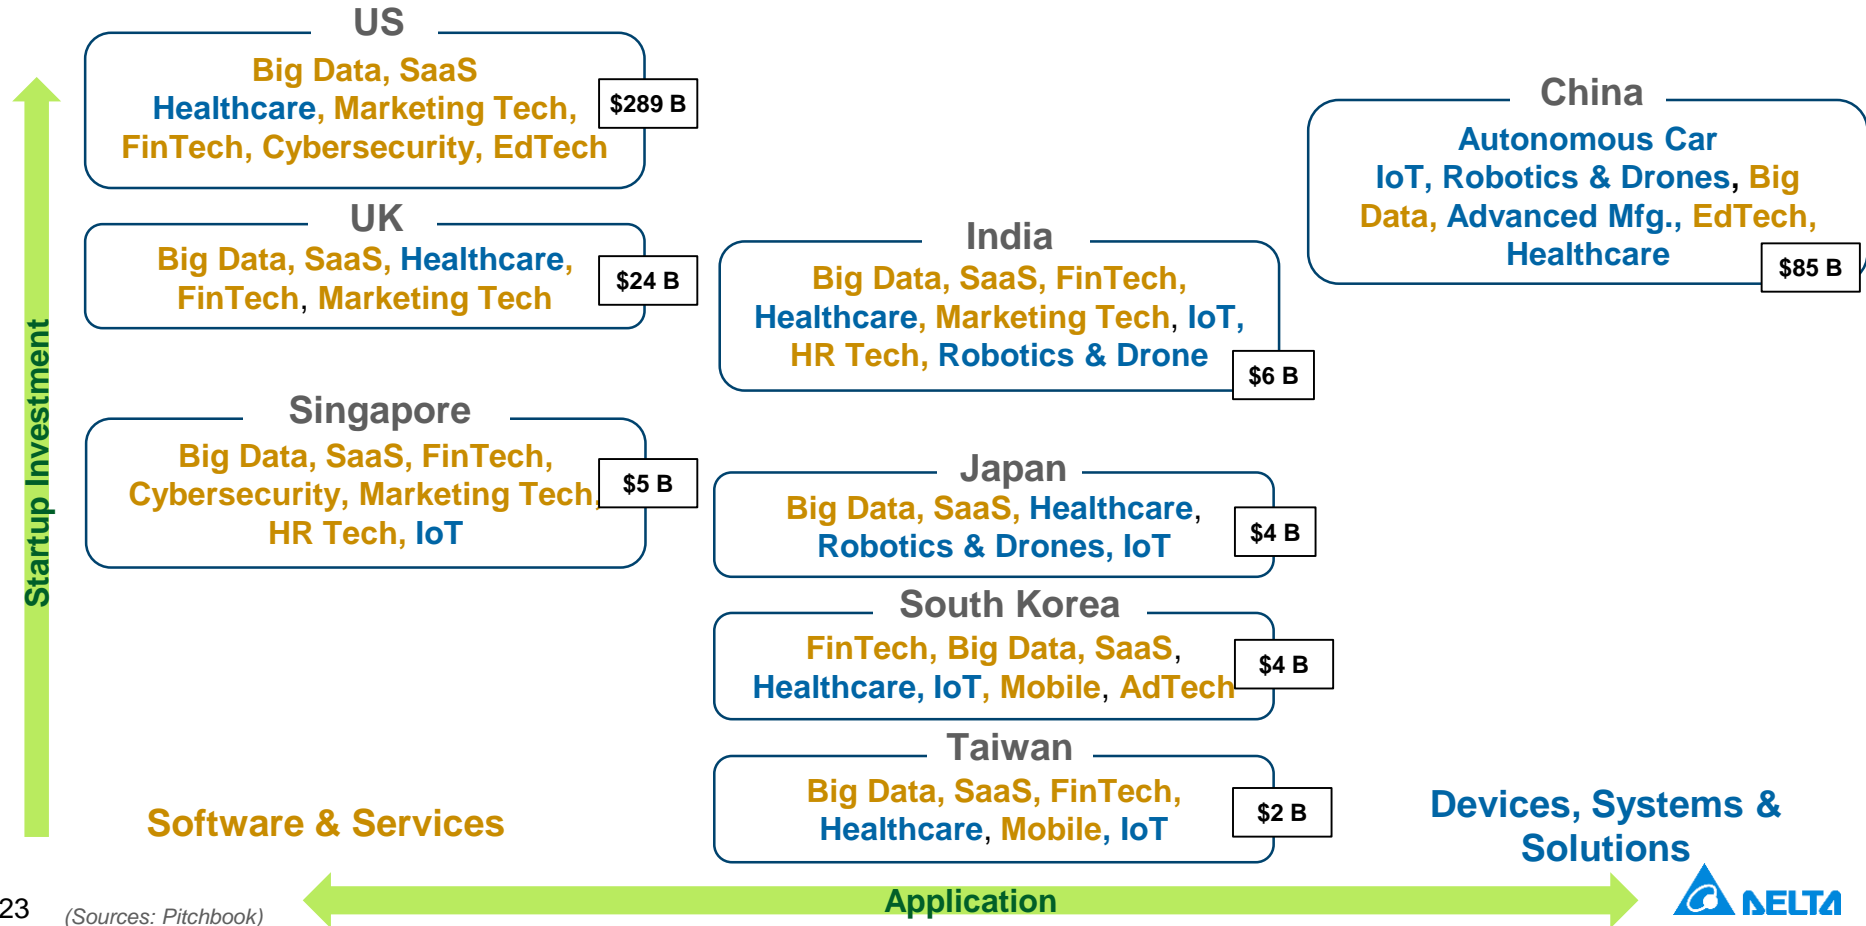 US
Big Data, SaaS
Healthcare, Marketing Tech,
FinTech, Cybersecurity, EdTech
$289 B
China
Autonomous Car
IoT, Robotics & Drones, Big
Data, Advanced Mfg., EdTech,
Healthcare
$85 B
UK
Big Data, SaaS, Healthcare,
FinTech, Marketing Tech
$24 B
India
Big Data, SaaS, FinTech,
Healthcare, Marketing Tech, IoT,
HR Tech, Robotics & Drone
$6 B
Startup Investment
Singapore
Big Data, SaaS, FinTech,
Cybersecurity, Marketing Tech,
HR Tech, IoT
$5 B
Japan
Big Data, SaaS, Healthcare,
Robotics & Drones, IoT
$4 B
South Korea
FinTech, Big Data, SaaS,
Healthcare, IoT, Mobile, AdTech
$4 B
Taiwan
Big Data, SaaS, FinTech,
Healthcare, Mobile, IoT
$2 B
Software & Services
Devices, Systems &
Solutions
Application
23
(Sources: Pitchbook)
DELTA